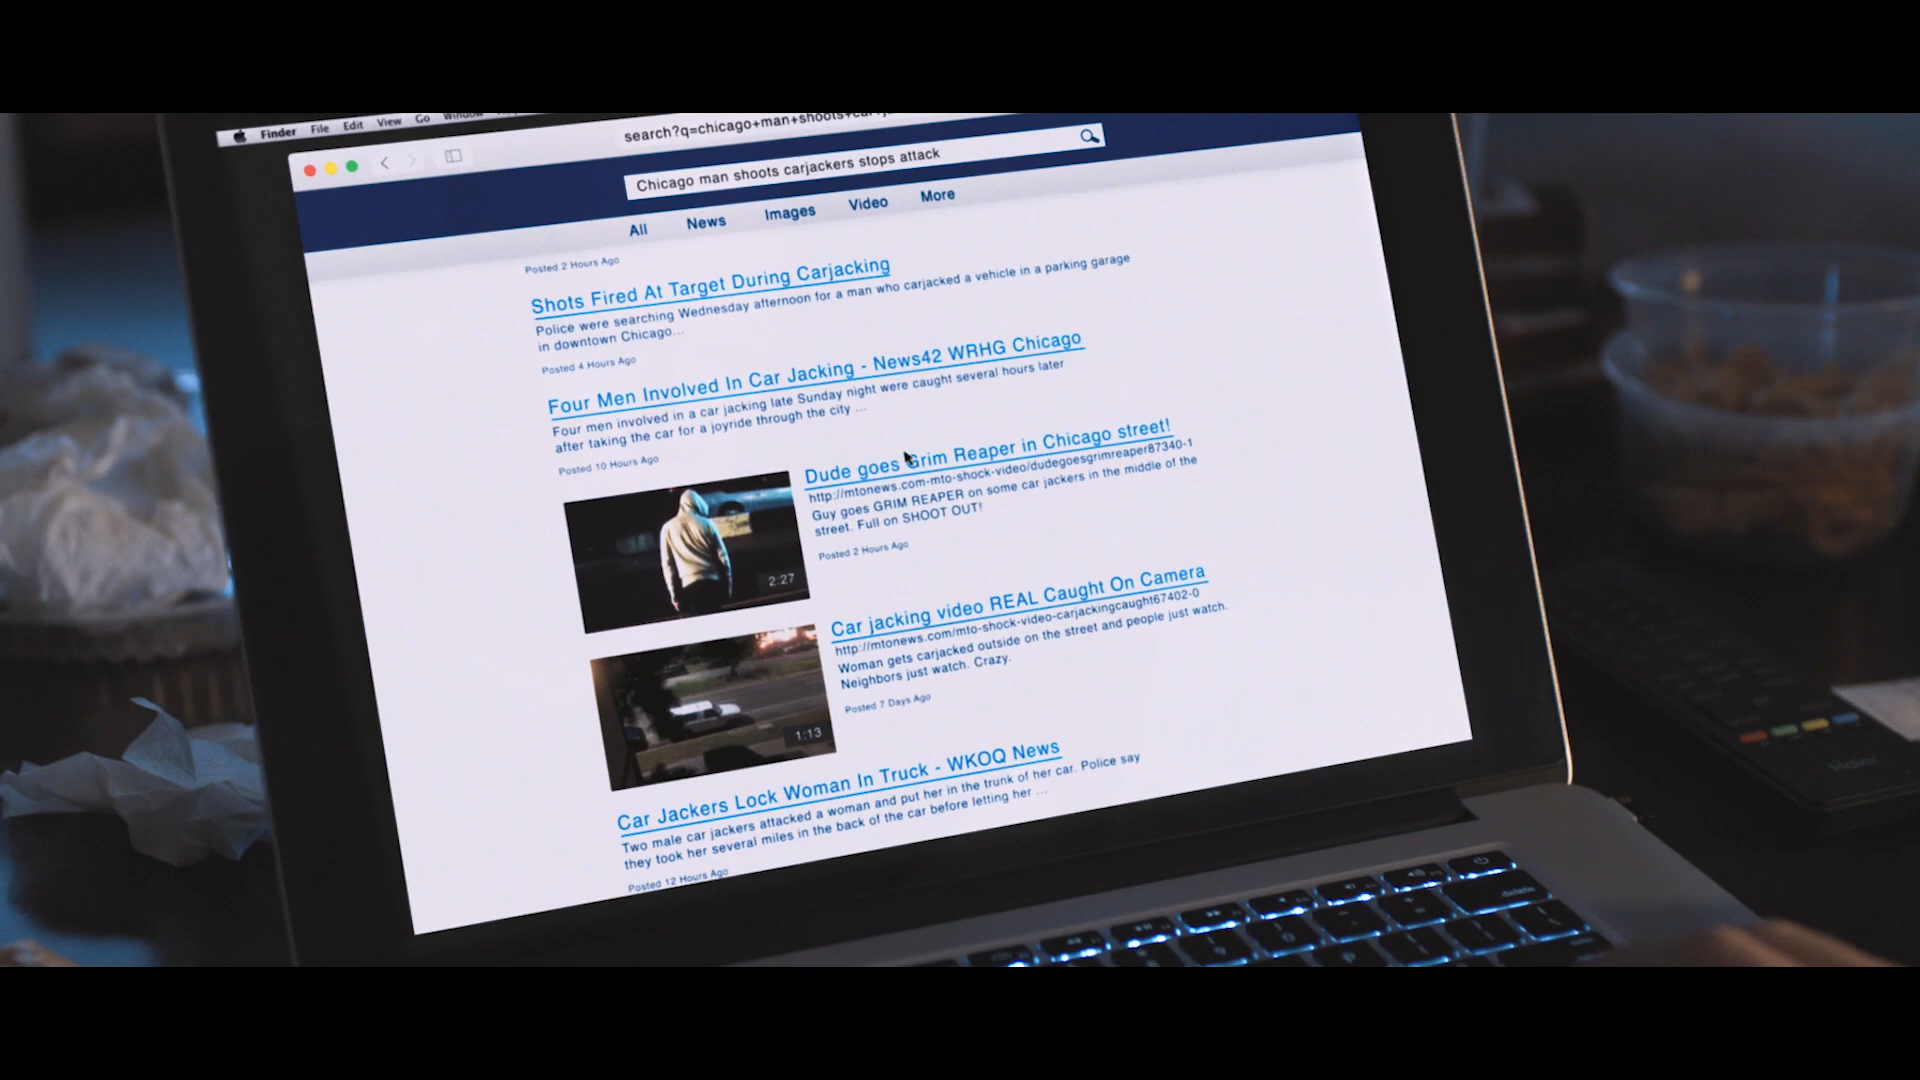 Finder File Edit View Go Window
search?q=chicago+man+shoots+car
Chicago man shoots carjackers stops attack
All News Images Video More
Posted 2 Hours Ago
Shots Fired At Target During Carjacking
Police were searching Wednesday afternoon for a man who carjacked a vehicle in a parking garage
in downtown Chicago...
Posted 4 Hours Ago
Four Men Involved In Car Jacking - News42 WRHG Chicago
Four men involved in a car jacking late Sunday night were caught several hours later
after taking the car for a joyride through the city ...
Posted 10 Hours Ago
Dude goes Grim Reaper in Chicago street!
http://mtonews.com-mto-shock-video/dudegoesgrimreaper87340-1
Guy goes GRIM REAPER on some car jackers in the middle of the
street. Full on SHOOT OUT!
2:27
Posted 2 Hours Ago
Car jacking video REAL Caught On Camera
http://mtonews.com/mto-shock-video-carjackingcaught67402-0
Woman gets carjacked outside on the street and people just watch.
Neighbors just watch. Crazy.
1:13
Posted 7 Days Ago
Car Jackers Lock Woman In Truck - WKOQ News
Two male car jackers attacked a woman and put her in the trunk of her car. Police say
they took her several miles in the back of the car before letting her ...
Posted 12 Hours Ago
delete